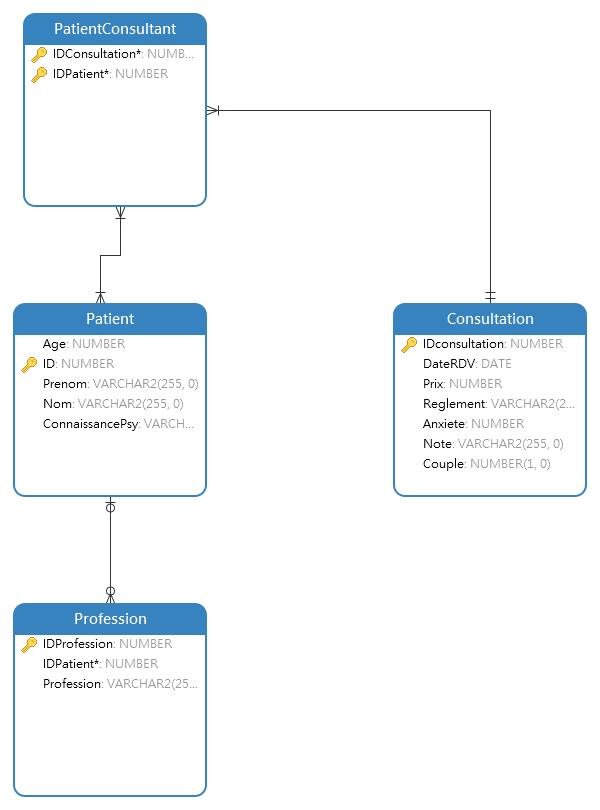 PatientConsultant
IDConsultation*: NUMB...
IDPatient*: NUMBER
Patient
Age: NUMBER
ID: NUMBER
Prenom: VARCHAR2(255, 0)
Nom: VARCHAR2(255, 0)
ConnaissancePsy: VARCH...
Consultation
IDconsultation: NUMBER
DateRDV: DATE
Prix: NUMBER
Reglement: VARCHAR2(2...
Anxiete: NUMBER
Note: VARCHAR2(255, 0)
Couple: NUMBER(1, 0)
Profession
IDProfession: NUMBER
IDPatient*: NUMBER
Profession: VARCHAR2(25...